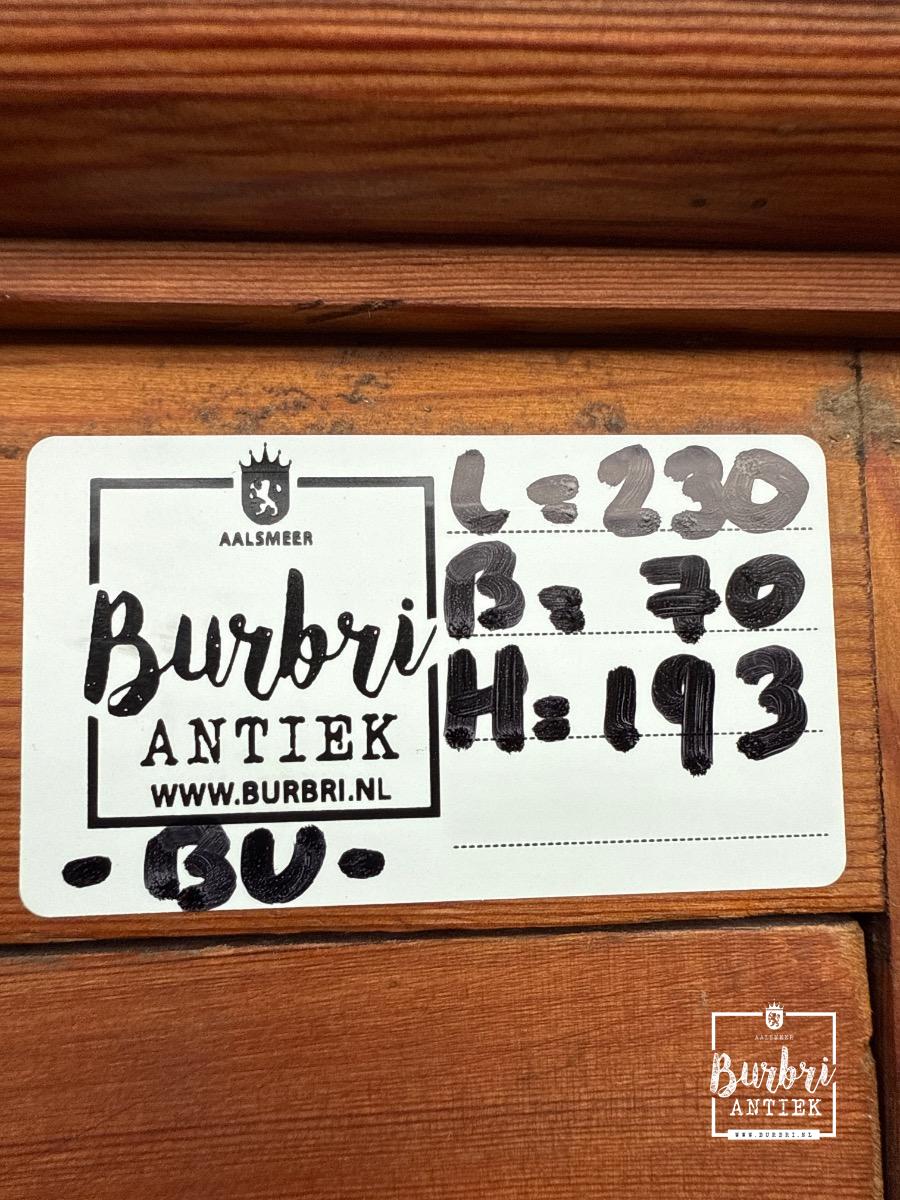 AALSMEER
Burbri
ANTIEK
WWW.BURBRI.NL
- BU -
L = 230
B = 70
H = 193
AALSMEER
Burbri
ANTIEK
WWW.BURBRI.NL